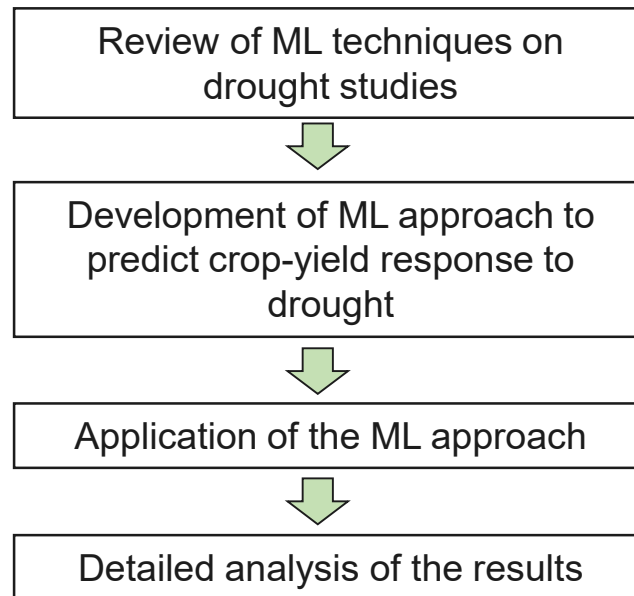 Review of ML techniques on
drought studies
Development of ML approach to
predict crop-yield response to
drought
Application of the ML approach
Detailed analysis of the results